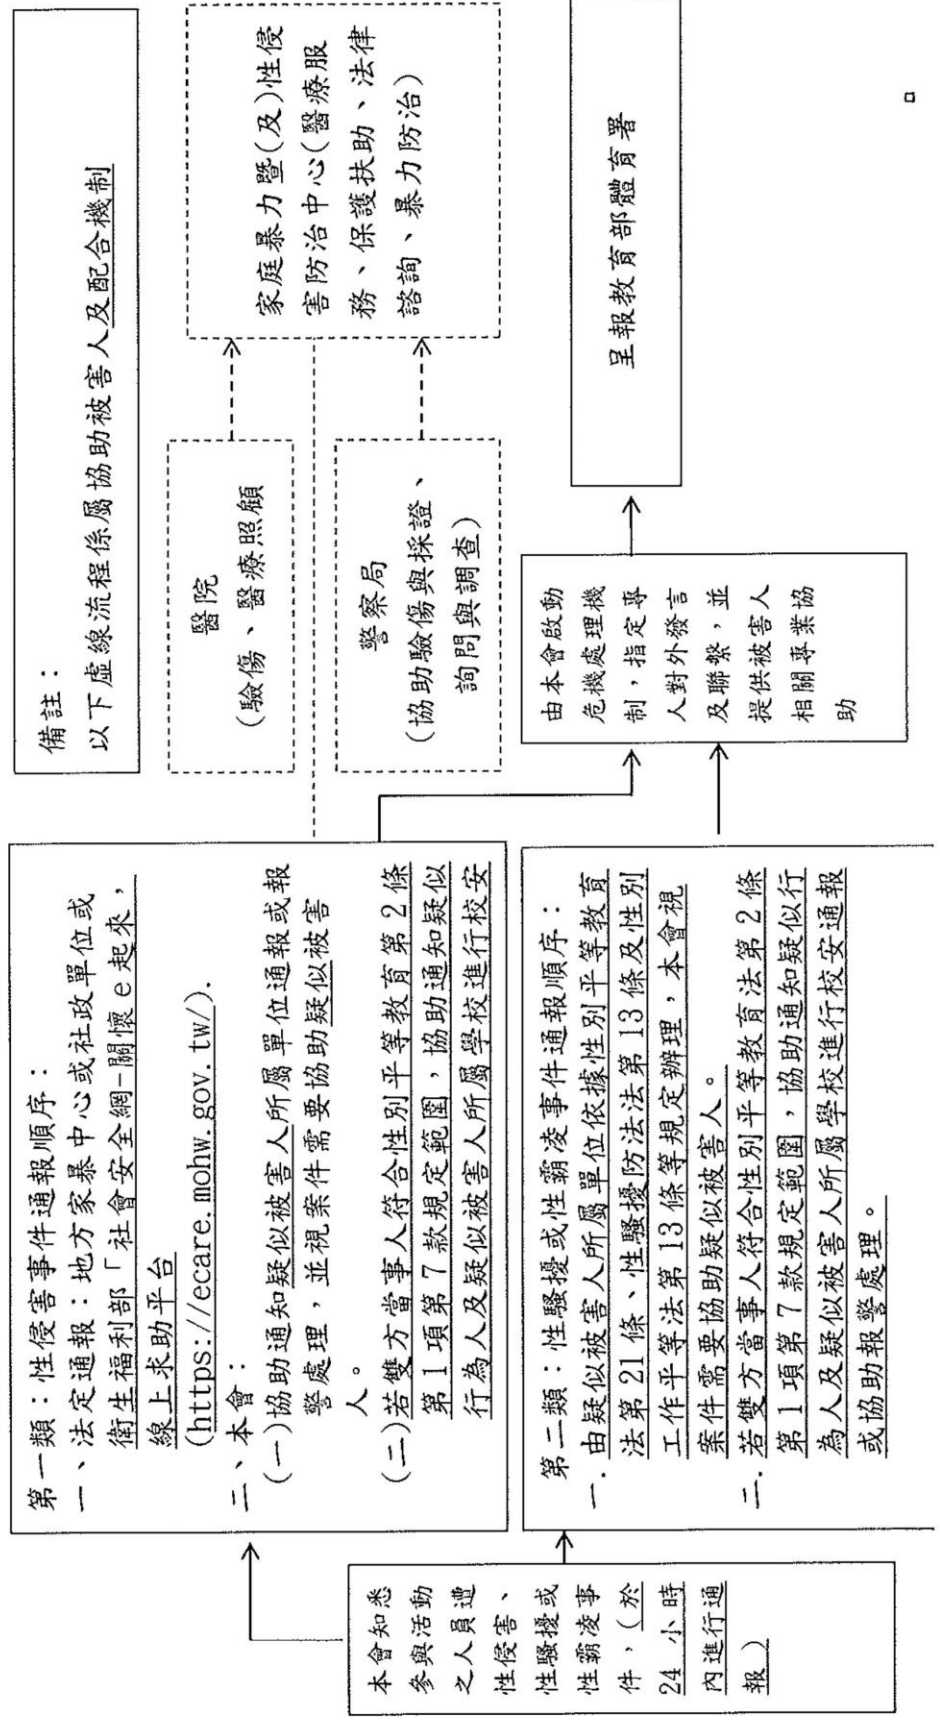 本會知悉
參與活動
之人員遭
性侵害、
性騷擾或
性霸凌事
件，(於
24 小時
內進行通
報)
第一類：性侵害事件通報順序：
一、法定通報：地方家暴中心或社政單位或
衛生福利部「社會安全網-關懷 e 起來，
線上求助平台
(https://ecare.mohw.gov.tw/).
二、本會：
(一)協助通知疑似被害人所屬單位通報或報
警處理，並視案件需要協助疑似被害
人。
(二)若雙方當事人符合性別平等教育第 2 條
第 1 項第 7 款規定範圍，協助通知疑似
行為人及疑似被害人所屬學校進行校安
第二類：性騷擾或性霸凌事件通報順序：
一. 由疑似被害人所屬單位依據性別平等教育
法第 21 條、性騷擾防法法第 13 條及性別
工作平等法第 13 條等規定辦理，本會視
案件需要協助疑似被害人。
二. 若雙方當事人符合性別平等教育法第 2 條
第 1 項第 7 款規定範圍，協助通知疑似行
為人及疑似被害人所屬學校進行校安通報
或協助報警處理。
備註：
以下虛線流程係屬協助被害人及配合機制
醫院
(驗傷、醫療照顧
警察局
(協助驗傷與採證、
詢問與調查)
家庭暴力暨(及)性侵
害防治中心(醫療服
務、保護扶助、法律
諮詢、暴力防治)
由本會啟動
危機處理機
制，指定專
人對外發言
及聯繫，並
提供被害人
相關專業協
助
呈報教育部體育署